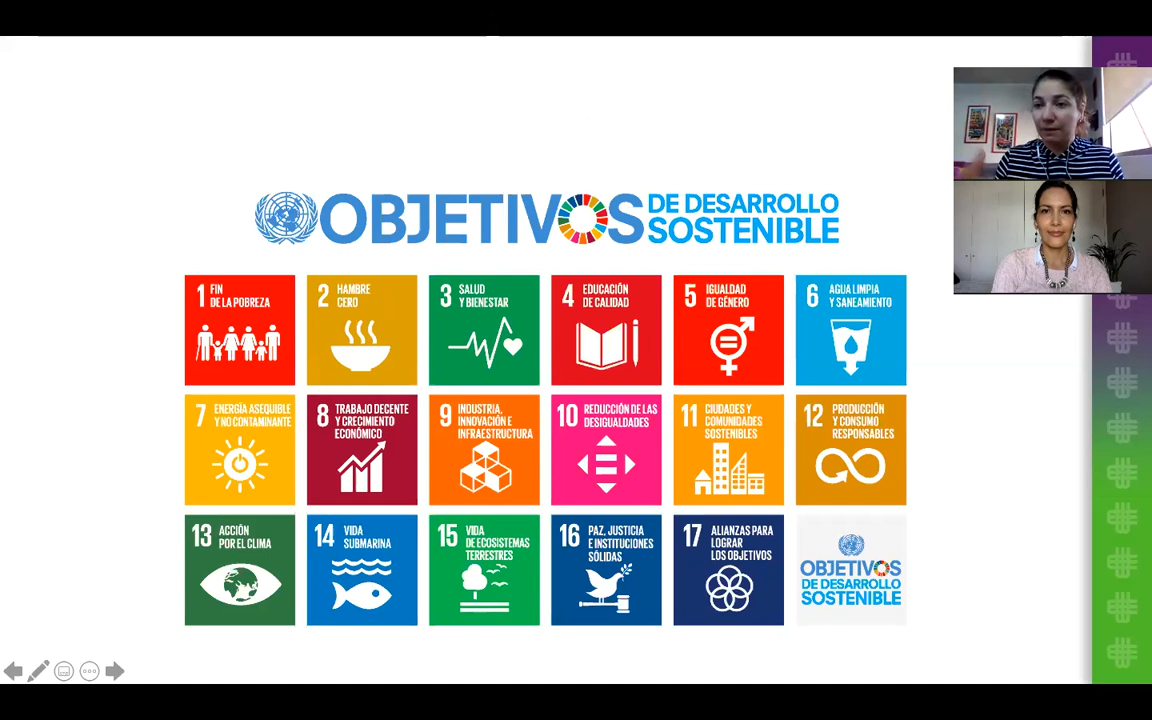 OBJETIVOS
DE DESARROLLO
SOSTENIBLE
1 FIN
DE LA POBREZA
2 HAMBRE
CERO
3 SALUD
Y BIENESTAR
4 EDUCACIÓN
DE CALIDAD
5 IGUALDAD
DE GÉNERO
6 AGUA LIMPIA
Y SANEAMIENTO
7 ENERGÍA ASEQUIBLE
Y NO CONTAMINANTE
8 TRABAJO DECENTE
Y CRECIMIENTO
ECONÓMICO
9 INDUSTRIA,
INNOVACIÓN E
INFRAESTRUCTURA
10 REDUCCIÓN DE LAS
DESIGUALDADES
11 CIUDADES Y
COMUNIDADES
SOSTENIBLES
12 PRODUCCIÓN
Y CONSUMO
RESPONSABLES
13 ACCIÓN
POR EL CLIMA
14 VIDA
SUBMARINA
15 VIDA
DE ECOSISTEMAS
TERRESTRES
16 PAZ, JUSTICIA
E INSTITUCIONES
SÓLIDAS
17 ALIANZAS PARA
LOGRAR
LOS OBJETIVOS
OBJETIVOS
DE DESARROLLO
SOSTENIBLE